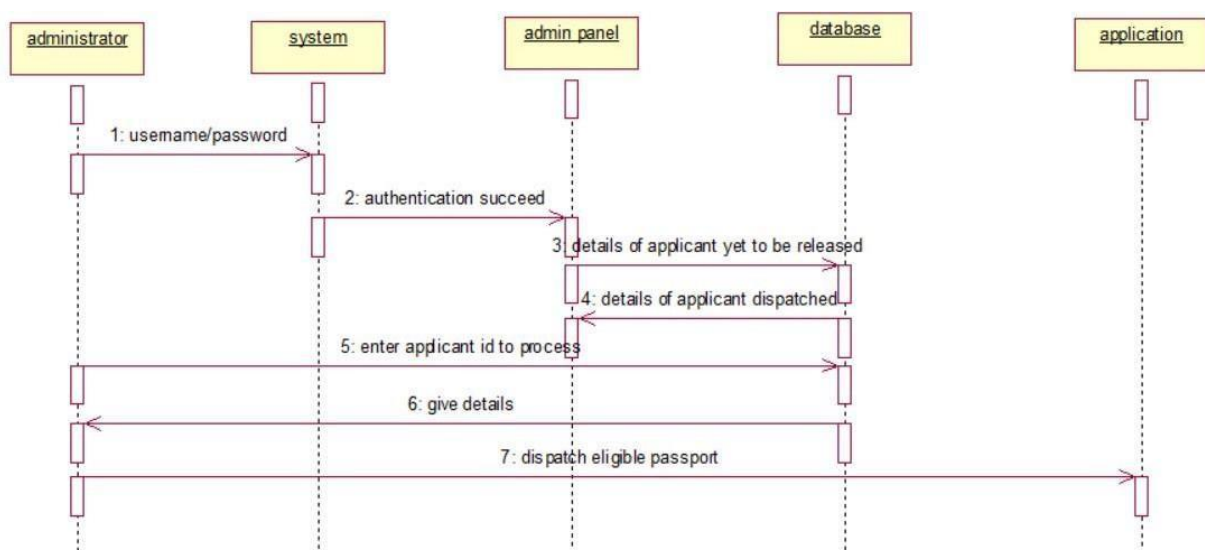 administrator
system
admin panel
database
application
1: username/password
2: authentication succeed
3: details of applicant yet to be released
4: details of applicant dispatched
5: enter applicant id to process
6: give details
7: dispatch eligible passport